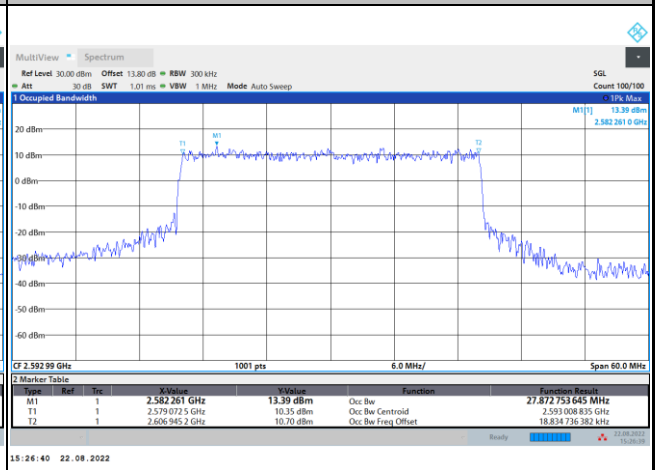 MultiView Spectrum
Ref Level 30.00 dBm Offset 13.80 dB RBW 300 kHz SGL
Att 30 dB SWT 1.01 ms VBW 1 MHz Mode Auto Sweep Count 100/100
1 Occupied Bandwidth 1Pk Max
M1[1] 13.39 dBm
2.582 261 0 GHz
20 dBm
M1
T1 T2
10 dBm
0 dBm
-10 dBm
-20 dBm
-30 dBm
-40 dBm
-50 dBm
-60 dBm
CF 2.592 99 GHz 1001 pts 6.0 MHz/ Span 60.0 MHz
2 Marker Table
Type Ref Trc X-Value Y-Value Function Function Result
M1 1 2.582 261 GHz 13.39 dBm Occ Bw 27.872 753 645 MHz
T1 1 2.579 072 5 GHz 10.35 dBm Occ Bw Centroid 2.593 008 835 GHz
T2 1 2.606 945 2 GHz 10.70 dBm Occ Bw Freq Offset 18.834 736 382 kHz
Ready 22.08.2022
15:26:39
15:26:40 22.08.2022